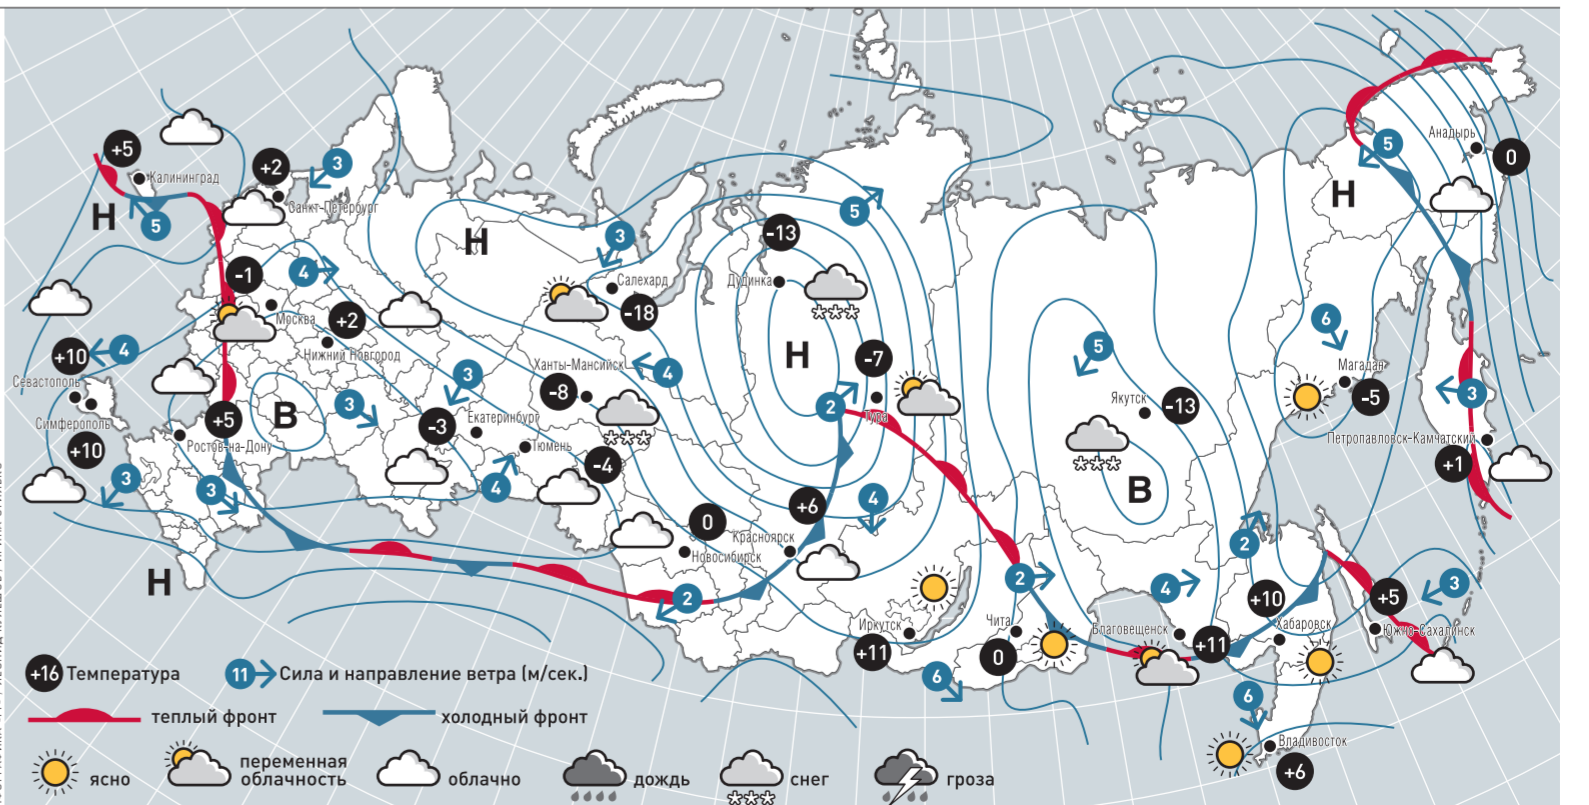 +5
Калининград
Н
5
+2
3
Санкт-Петербург
Н
3
-1
4
Москва
+2
Нижний Новгород
+10
4
Севастополь
Симферополь
+10
+5
Ростов-на-Дону
В
3
3
3
Н
3
-3
Екатеринбург
Тюмень
4
Салехард
-18
Ханты-Мансийск
-8
4
-4
0
Новосибирск
2
-13
Дудинка
5
Н
-7
2
Тура
+6
4
Красноярск
Иркутск
+11
Чита
0
2
6
5
Якутск
-13
В
6
Магадан
-5
Н
5
Анадырь
0
3
Петропавловск-Камчатский
+1
2
4
Благовещенск
+11
+10
Хабаровск
+5
3
Южно-Сахалинск
6
Владивосток
+6
+16 Температура
11 Сила и направление ветра (м/сек.)
теплый фронт
холодный фронт
ясно
переменная
облачность
облачно
дождь
снег
гроза